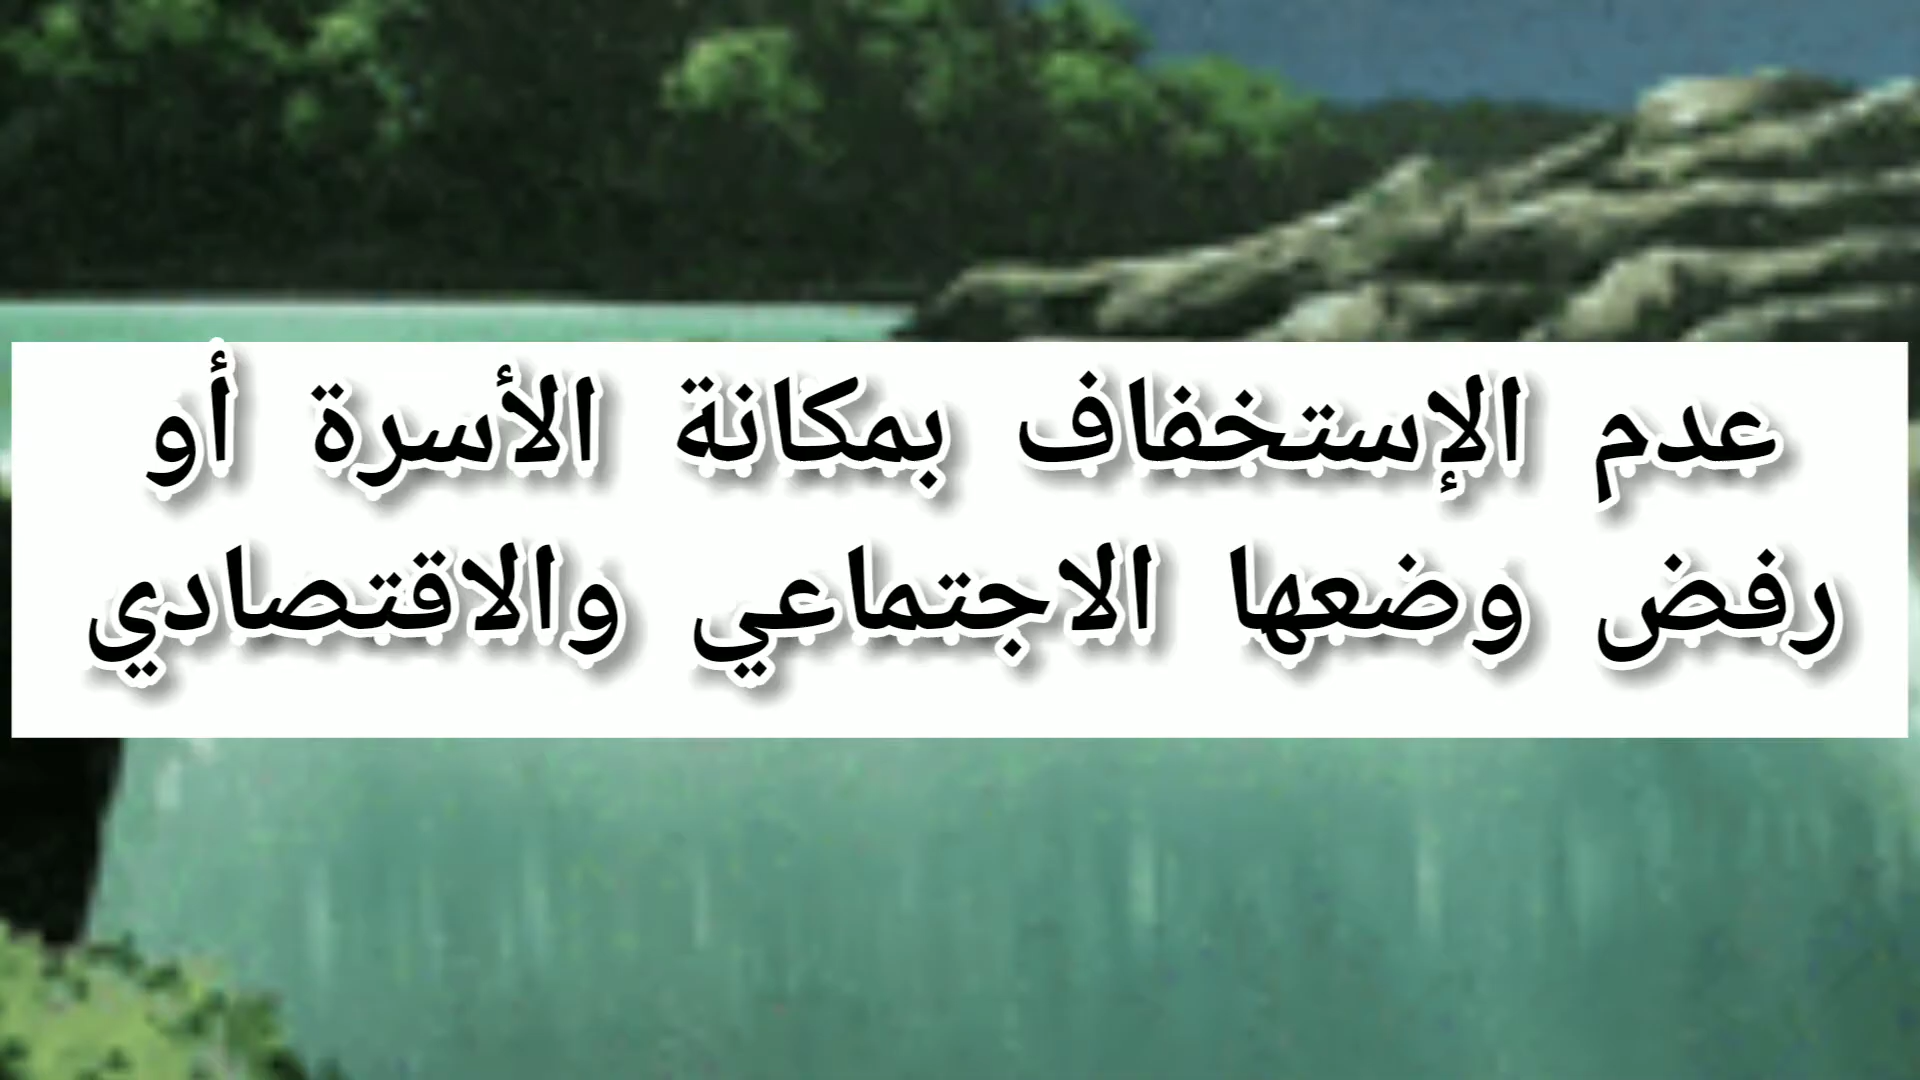 عدم الإستخفاف بمكانة الأسرة أو
رفض وضعها الاجتماعي والاقتصادي